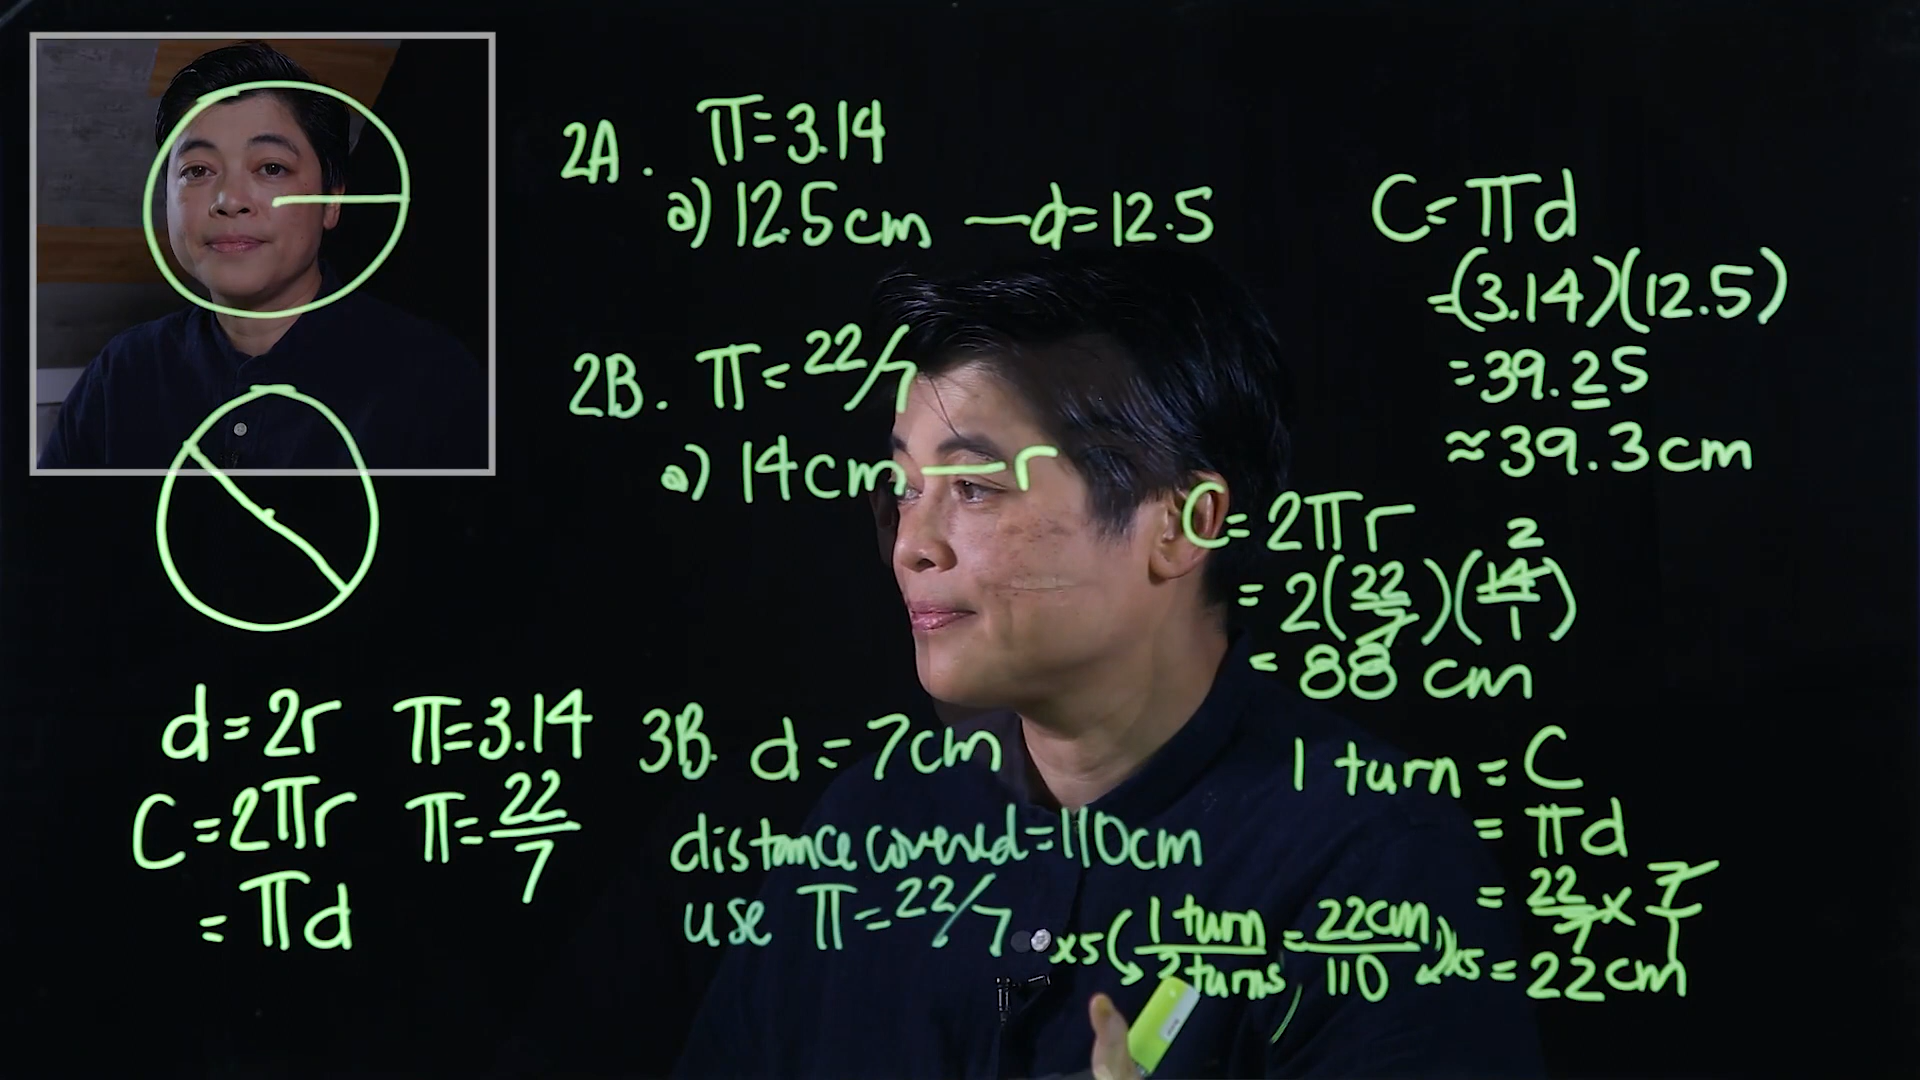 2A. π=3.14
a) 12.5cm — d=12.5
C=πd
=(3.14)(12.5)
=39.25
≈39.3cm
2B. π=22/7
a) 14cm — r
C=2πr
=2(22/7)(14/1) 2
=88 cm
d=2r π=3.14
C=2πr π=22/7
=πd
3B. d=7cm
distance covered=110cm
use π=22/7
1 turn=C
=πd
=22/7×7/1
=22cm
×5(1 turn/? turns=22cm/110)×5